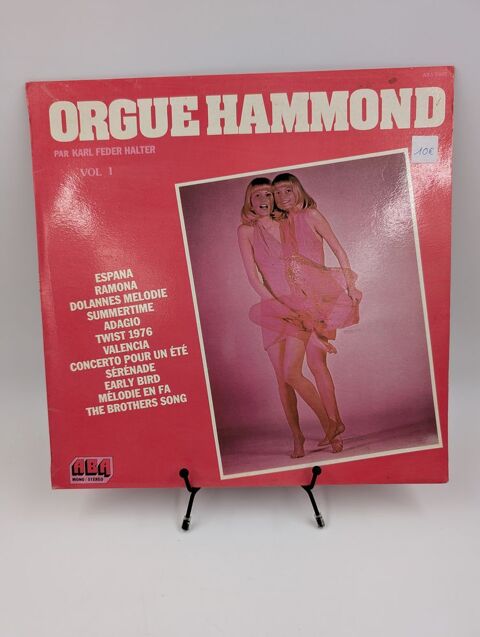 ORGUE HAMMOND
PAR KARL FEDER HALTER
VOL 1
10€
ESPANA
RAMONA
DOLANNES MELODIE
SUMMERTIME
ADAGIO
TWIST 1976
VALENCIA
CONCERTO POUR UN ÉTÉ
SÉRÉNADE
EARLY BIRD
MÉLODIE EN FA
THE BROTHERS SONG
ABA
MONO/STEREO